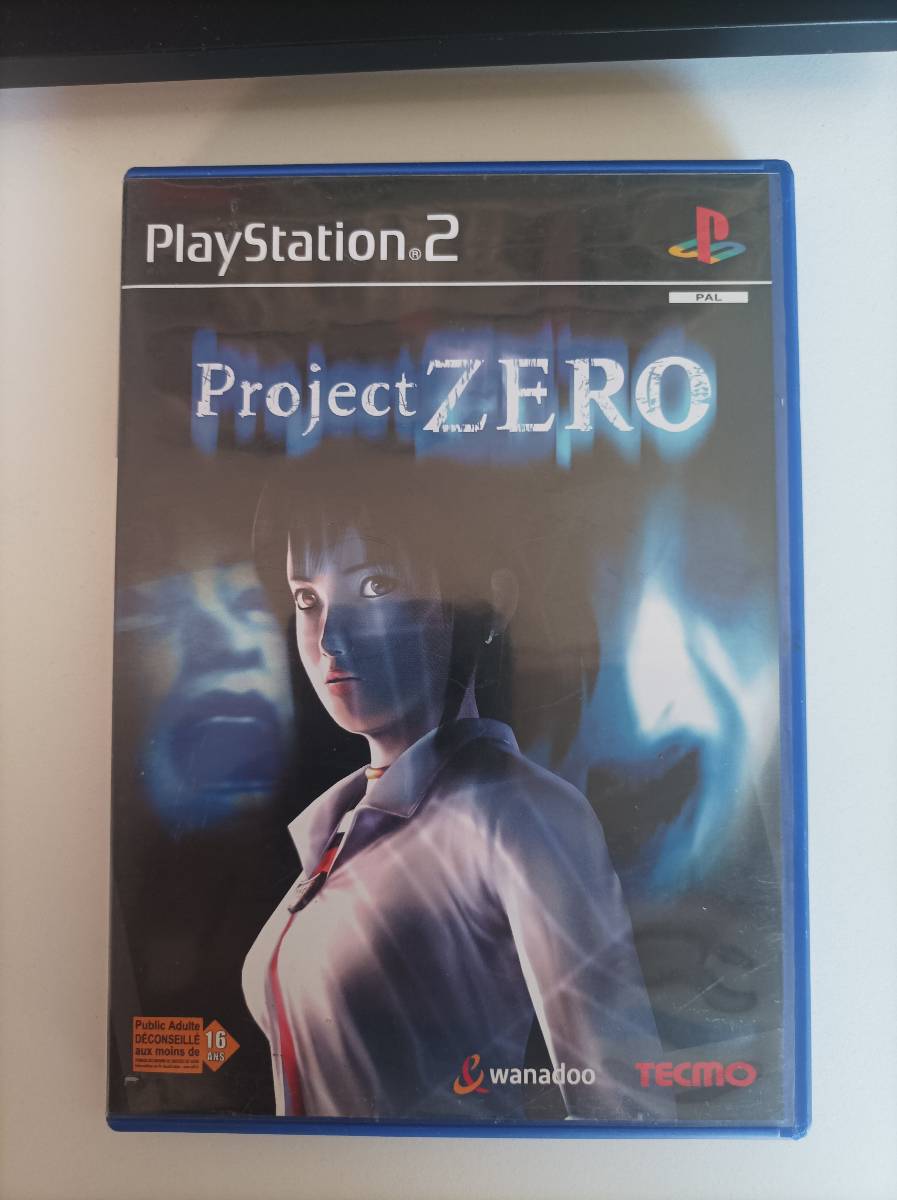 PlayStation®2
PAL
Project ZERO
Public Adulte
DÉCONSEILLÉ
aux moins de
16
ANS
wanadoo
TECMO